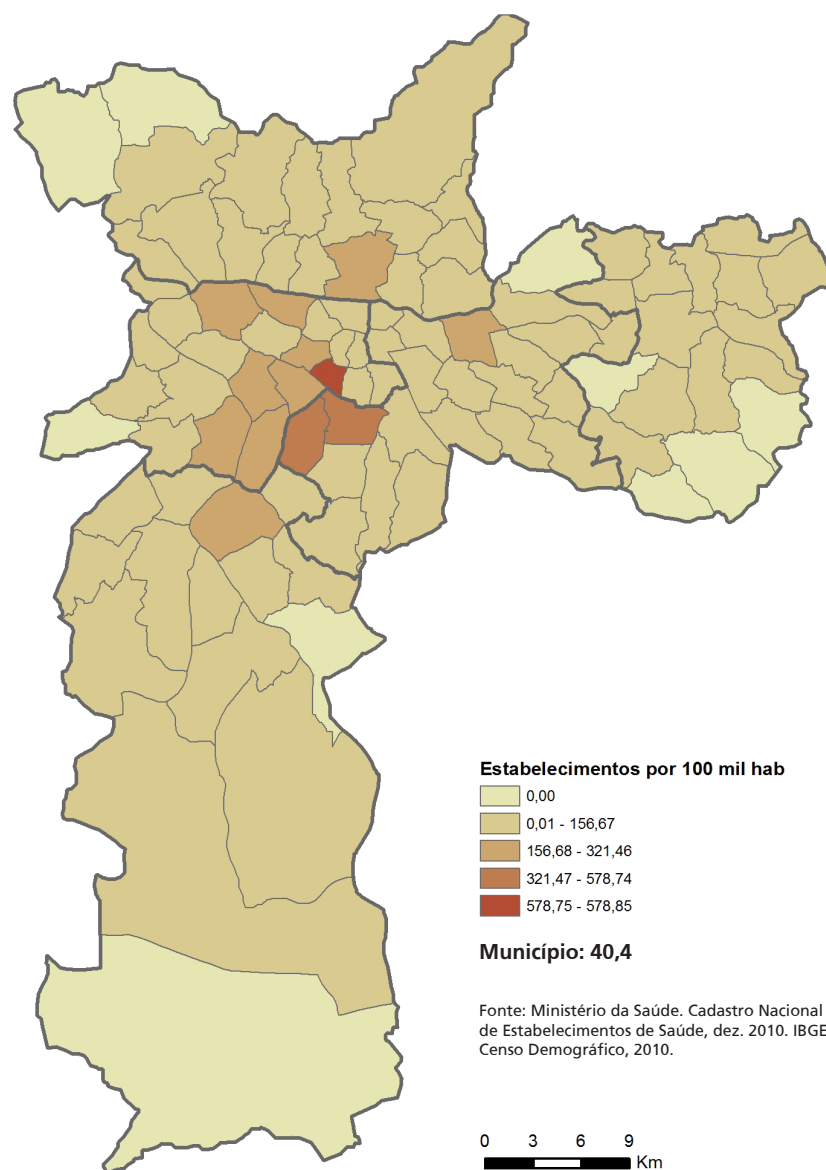 Estabelecimentos por 100 mil hab
0,00
0,01 - 156,67
156,68 - 321,46
321,47 - 578,74
578,75 - 578,85
Município: 40,4
Fonte: Ministério da Saúde. Cadastro Nacional
de Estabelecimentos de Saúde, dez. 2010. IBGE
Censo Demográfico, 2010.
0 3 6 9
Km